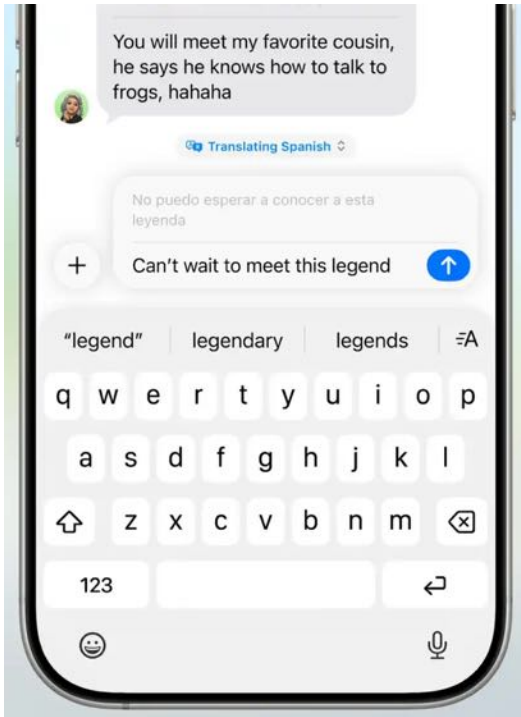 You will meet my favorite cousin,
he says he knows how to talk to
frogs, hahaha
Translating Spanish
No puedo esperar a conocer a esta
leyenda
Can’t wait to meet this legend
“legend” legendary legends A
q w e r t y u i o p
a s d f g h j k l
z x c v b n m
123